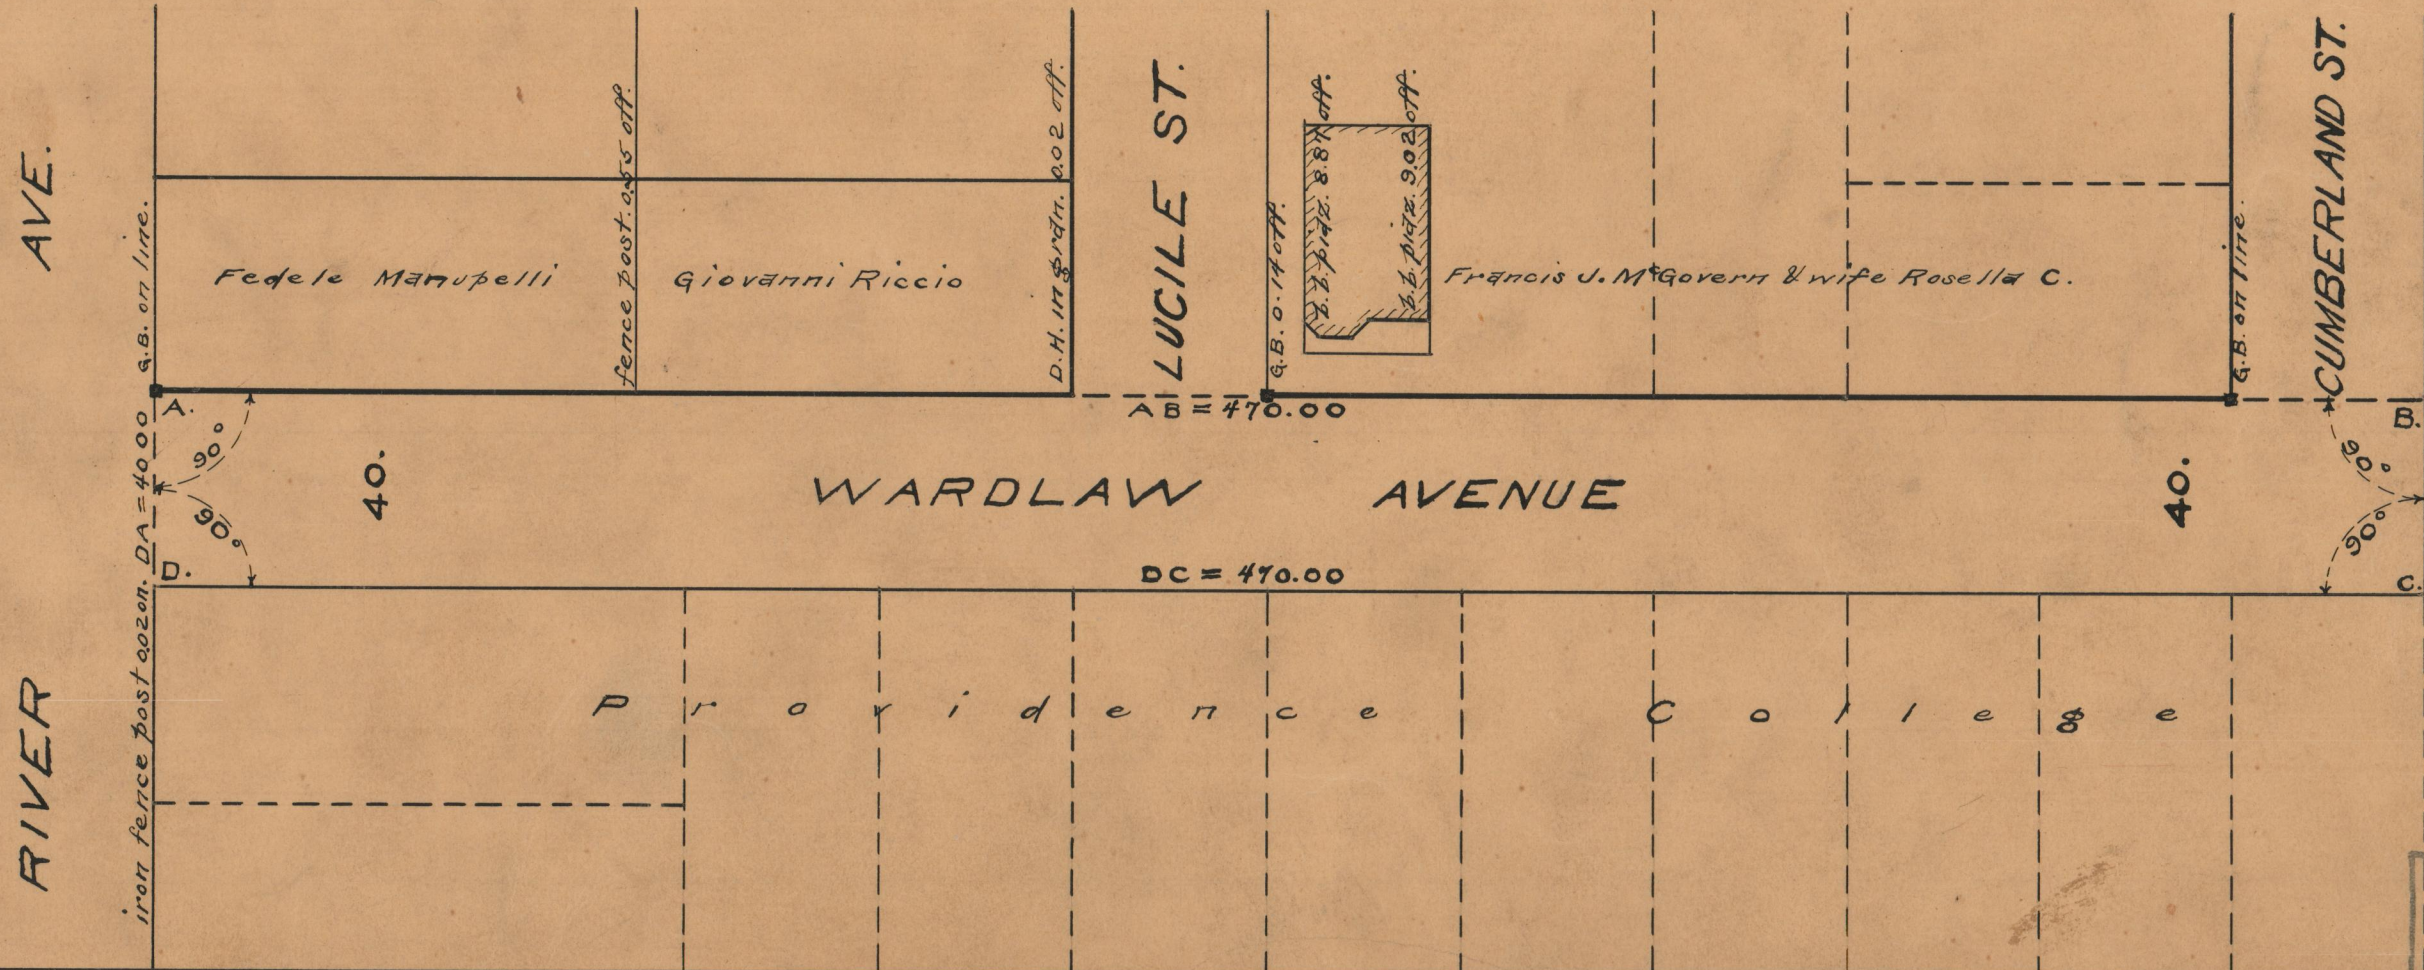 RIVER AVE.
G.B. on line.
fence post. 0.55 off.
D.H. in grdn. 0.02 off.
LUCILE ST.
G.B. 0.14 off.
8.87 off.
9.02 off.
G.B. on line.
CUMBERLAND ST.
Fedele Manupelli
Giovanni Riccio
Francis J. McGovern & wife Rosella C.
A.
AB = 470.00
B.
90°
90°
DA = 40.00
40.
WARDLAW AVENUE
40.
90°
90°
D.
DC = 470.00
C.
iron fence post 0.02 on.
Providence College